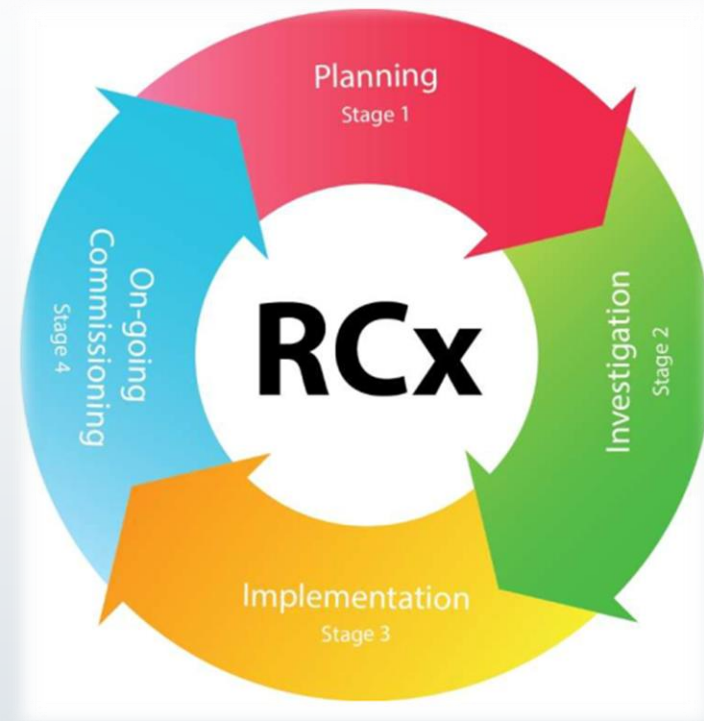 Planning
Stage 1
Investigation
Stage 2
RCx
Implementation
Stage 3
On-going
Commissioning
Stage 4